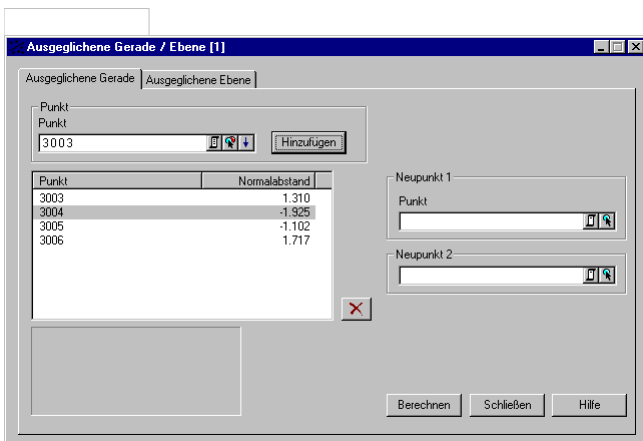 Ausgeglichene Gerade / Ebene [1]
Ausgeglichene Gerade
Ausgeglichene Ebene
Punkt
Punkt
3003
Hinzufügen
Punkt Normalabstand
3003 1.310
3004 -1.925
3005 -1.102
3006 1.717
Neupunkt 1
Punkt
Neupunkt 2
Berechnen
Schließen
Hilfe